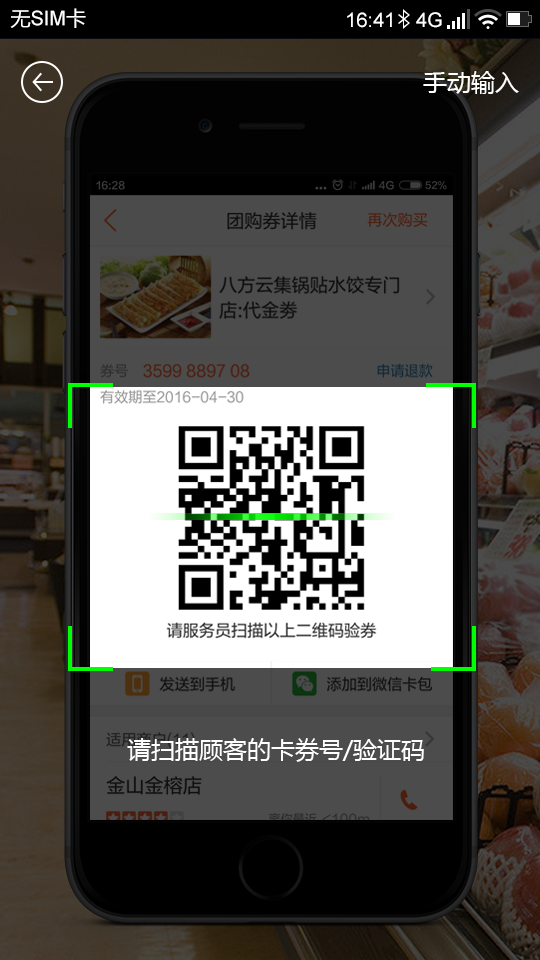 无SIM卡 16:41 4G
手动输入
16:28 4G 52%
团购券详情 再次购买
八方云集锅贴水饺专门
店:代金券
券号 3599 8897 08 申请退款
有效期至2016-04-30
请服务员扫描以上二维码验券
发送到手机 添加到微信卡包
请扫描顾客的卡券号/验证码
金山金榕店
离你最近 <100m